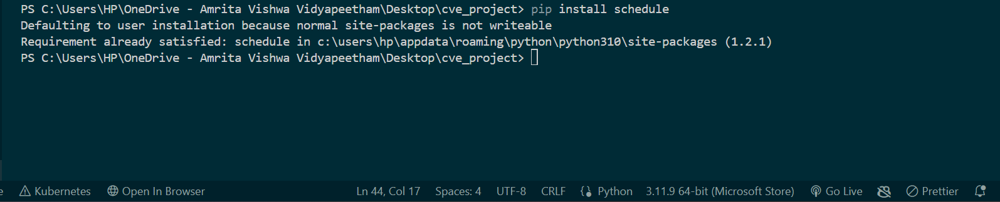 PS C:\Users\HP\OneDrive - Amrita Vishwa Vidyapeetham\Desktop\cve_project> pip install schedule
Defaulting to user installation because normal site-packages is not writeable
Requirement already satisfied: schedule in c:\users\hp\appdata\roaming\python\python310\site-packages (1.2.1)
PS C:\Users\HP\OneDrive - Amrita Vishwa Vidyapeetham\Desktop\cve_project>
Kubernetes Open In Browser Ln 44, Col 17 Spaces: 4 UTF-8 CRLF Python 3.11.9 64-bit (Microsoft Store) Go Live Prettier